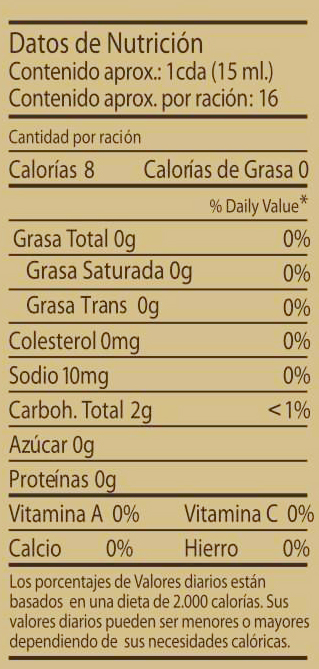 Datos de Nutrición
Contenido aprox.: 1cda (15 ml.)
Contenido aprox. por ración: 16
Cantidad por ración
Calorías 8 Calorías de Grasa 0
% Daily Value*
Grasa Total 0g 0%
Grasa Saturada 0g 0%
Grasa Trans 0g 0%
Colesterol 0mg 0%
Sodio 10mg 0%
Carboh. Total 2g <1%
Azúcar 0g
Proteínas 0g
Vitamina A 0% Vitamina C 0%
Calcio 0% Hierro 0%
Los porcentajes de Valores diarios están
basados en una dieta de 2.000 calorías. Sus
valores diarios pueden ser menores o mayores
dependiendo de sus necesidades calóricas.